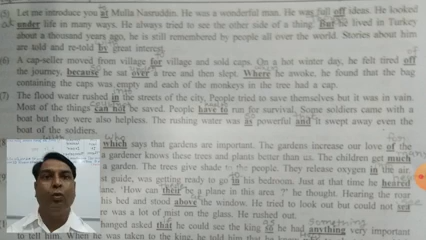 (5) Let me introduce you at Mulla Nasruddin. He was a wonderful man. He was full off ideas. He looked
under life in many ways. He always tried to see the other side of a thing. But he lived in Turkey
about a thousand years ago, he is still remembered by people all over the world. Stories about him
are told and re-told by great interest.
(6) A cap-seller moved from village for village and sold caps. On a hot winter day, he felt tired off
the journey, because he sat over a tree and then slept. Where he awoke, he found that the bag
containing the caps was empty and each of the monkeys in the tree had a cap.
(7) The flood water rushed in the streets of the city. People tried to save themselves but it was in vain.
Most of the things can not be saved. People have to run for survival. Some soldiers came with a
boat but they were also helpless. The rushing water was as powerful and it swept away even the
boat of the soldiers.
which says that gardens are important. The gardens increase our love of the
a gardener knows these trees and plants better than us. The children get much
a garden. The trees give shade to the people. They release oxygen in the
guide, was getting ready to go in his bedroom. Just at that time he heared
'How can their be a plane in this area ?' he thought. Hearing the roar
his bed and stood above the window. He tried to look out but could not
was a lot of mist on the glass. He rushed out.
asked that he could see the king so he had anything very important
to tell him. When he was taken to the king, he told him that he